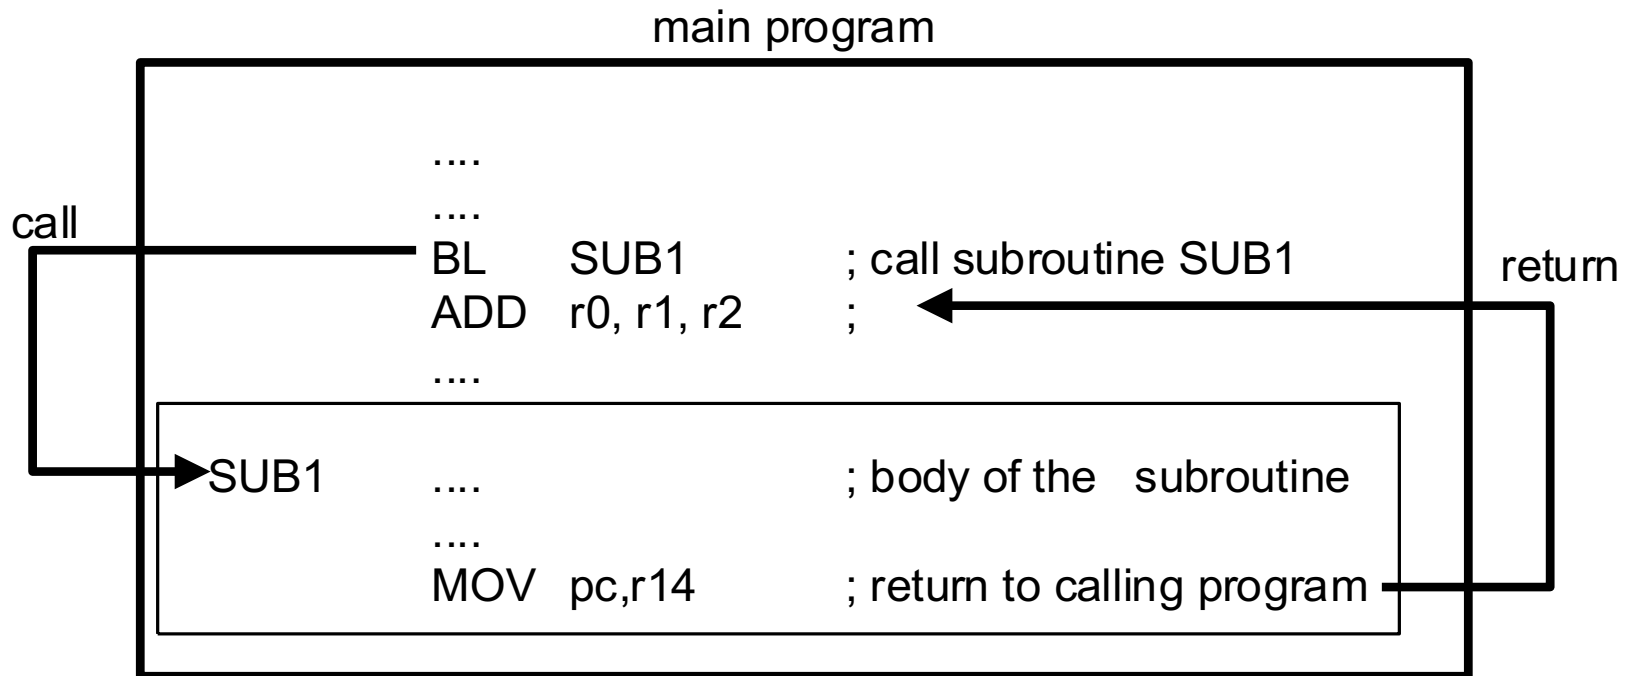 main program
....
....
call
BL SUB1 ; call subroutine SUB1
return
ADD r0, r1, r2 ;
....
SUB1 .... ; body of the subroutine
....
MOV pc,r14 ; return to calling program